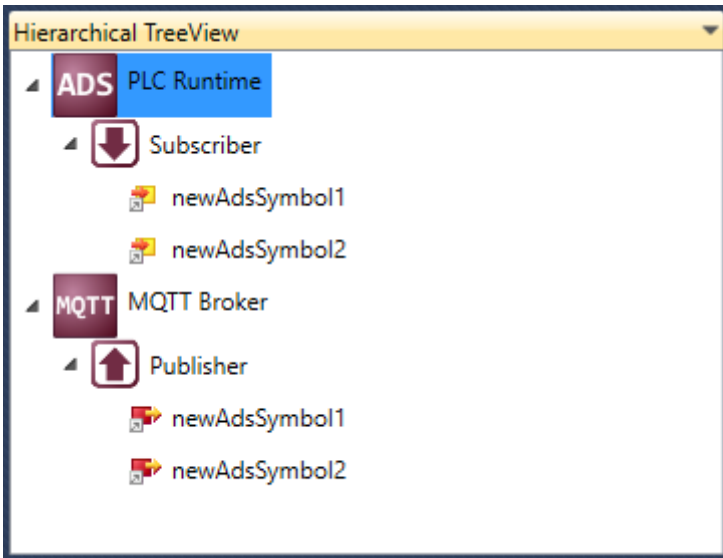 Hierarchical TreeView
ADS PLC Runtime
Subscriber
newAdsSymbol1
newAdsSymbol2
MQTT MQTT Broker
Publisher
newAdsSymbol1
newAdsSymbol2